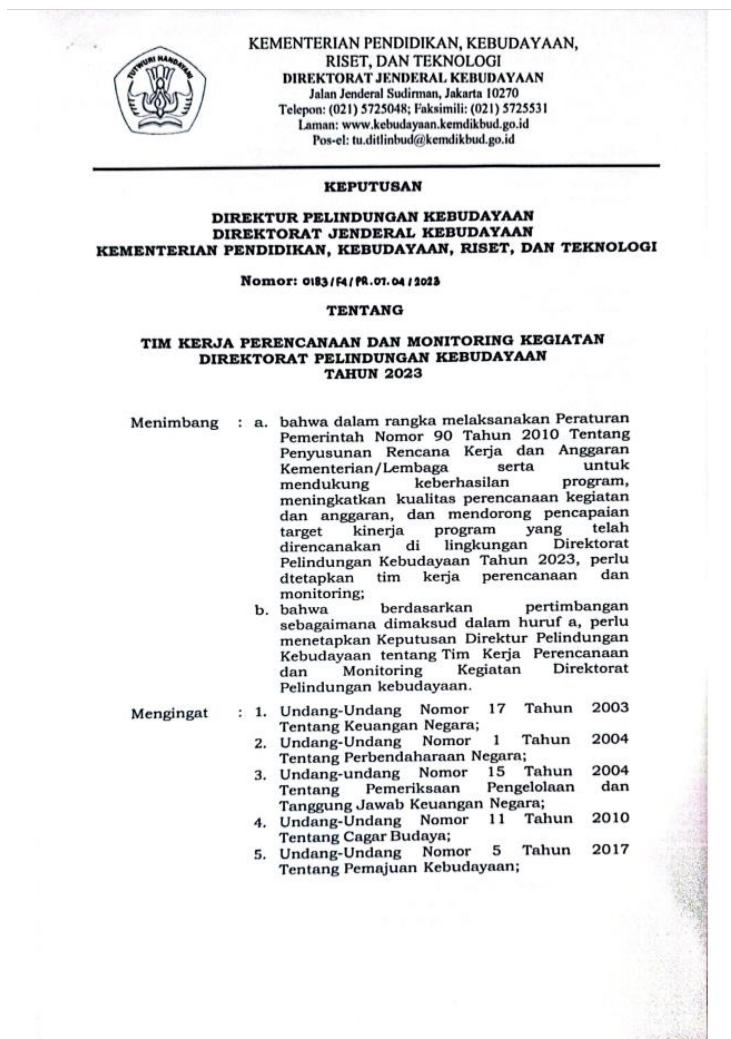 TUTWURI HANDAYANI
KEMENTERIAN PENDIDIKAN, KEBUDAYAAN,
RISET, DAN TEKNOLOGI
DIREKTORAT JENDERAL KEBUDAYAAN
Jalan Jenderal Sudirman, Jakarta 10270
Telepon: (021) 5725048; Faksimili: (021) 5725531
Laman: www.kebudayaan.kemdikbud.go.id
Pos-el: tu.ditlinbud@kemdikbud.go.id
KEPUTUSAN
DIREKTUR PELINDUNGAN KEBUDAYAAN
DIREKTORAT JENDERAL KEBUDAYAAN
KEMENTERIAN PENDIDIKAN, KEBUDAYAAN, RISET, DAN TEKNOLOGI
Nomor: 0183/F4/PR.07.04/2023
TENTANG
TIM KERJA PERENCANAAN DAN MONITORING KEGIATAN
DIREKTORAT PELINDUNGAN KEBUDAYAAN
TAHUN 2023
Menimbang : a. bahwa dalam rangka melaksanakan Peraturan
Pemerintah Nomor 90 Tahun 2010 Tentang
Penyusunan Rencana Kerja dan Anggaran
Kementerian/Lembaga serta untuk
mendukung keberhasilan program,
meningkatkan kualitas perencanaan kegiatan
dan anggaran, dan mendorong pencapaian
target kinerja program yang telah
direncanakan di lingkungan Direktorat
Pelindungan Kebudayaan Tahun 2023, perlu
dtetapkan tim kerja perencanaan dan
monitoring;
b. bahwa berdasarkan pertimbangan
sebagaimana dimaksud dalam huruf a, perlu
menetapkan Keputusan Direktur Pelindungan
Kebudayaan tentang Tim Kerja Perencanaan
dan Monitoring Kegiatan Direktorat
Pelindungan kebudayaan.
Mengingat : 1. Undang-Undang Nomor 17 Tahun 2003
Tentang Keuangan Negara;
2. Undang-Undang Nomor 1 Tahun 2004
Tentang Perbendaharaan Negara;
3. Undang-undang Nomor 15 Tahun 2004
Tentang Pemeriksaan Pengelolaan dan
Tanggung Jawab Keuangan Negara;
4. Undang-Undang Nomor 11 Tahun 2010
Tentang Cagar Budaya;
5. Undang-Undang Nomor 5 Tahun 2017
Tentang Pemajuan Kebudayaan;